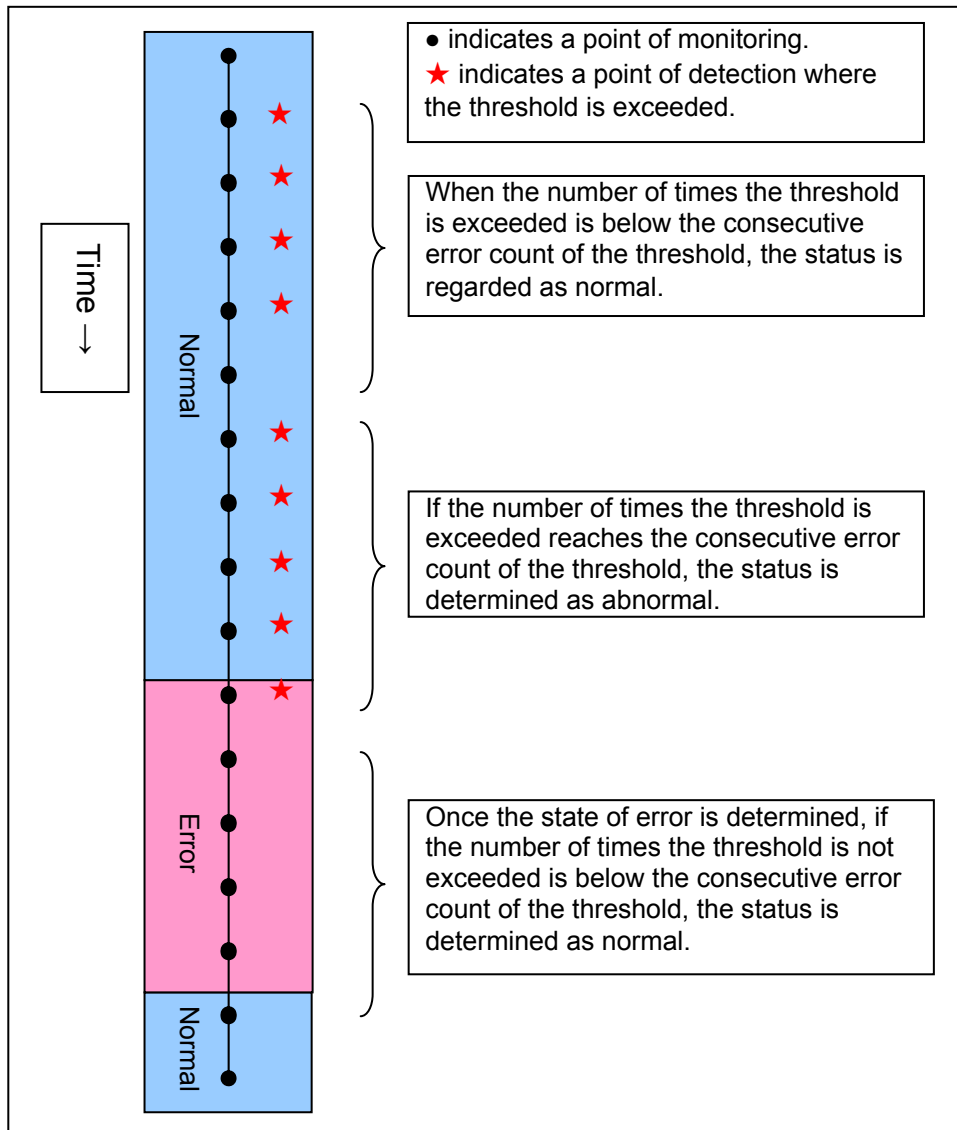 ● indicates a point of monitoring.
★ indicates a point of detection where
the threshold is exceeded.
When the number of times the threshold
is exceeded is below the consecutive
error count of the threshold, the status is
regarded as normal.
Time →
Normal
If the number of times the threshold is
exceeded reaches the consecutive error
count of the threshold, the status is
determined as abnormal.
Error
Once the state of error is determined, if
the number of times the threshold is not
exceeded is below the consecutive error
count of the threshold, the status is
determined as normal.
Normal